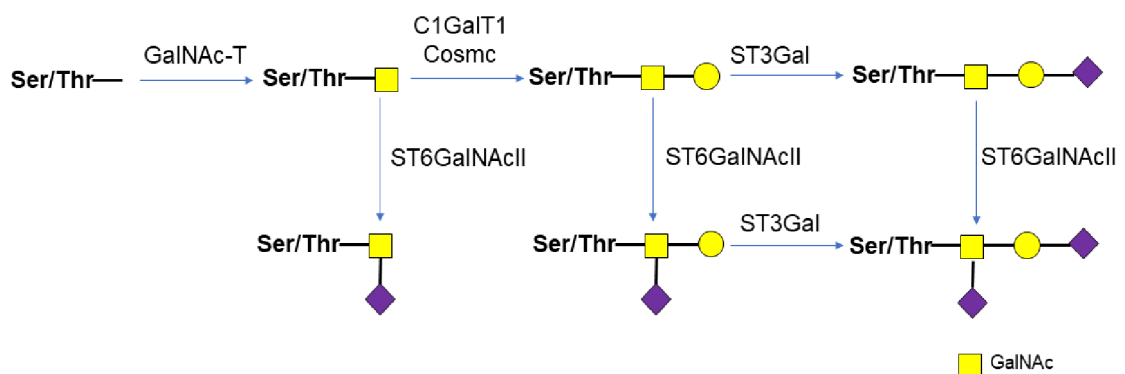 C1GalT1
GalNAc-T
Cosmc
ST3Gal
Ser/Thr
Ser/Thr
Ser/Thr
Ser/Thr
ST6GalNAcII
ST6GalNAcII
ST6GalNAcII
ST3Gal
Ser/Thr
Ser/Thr
Ser/Thr
GalNAc